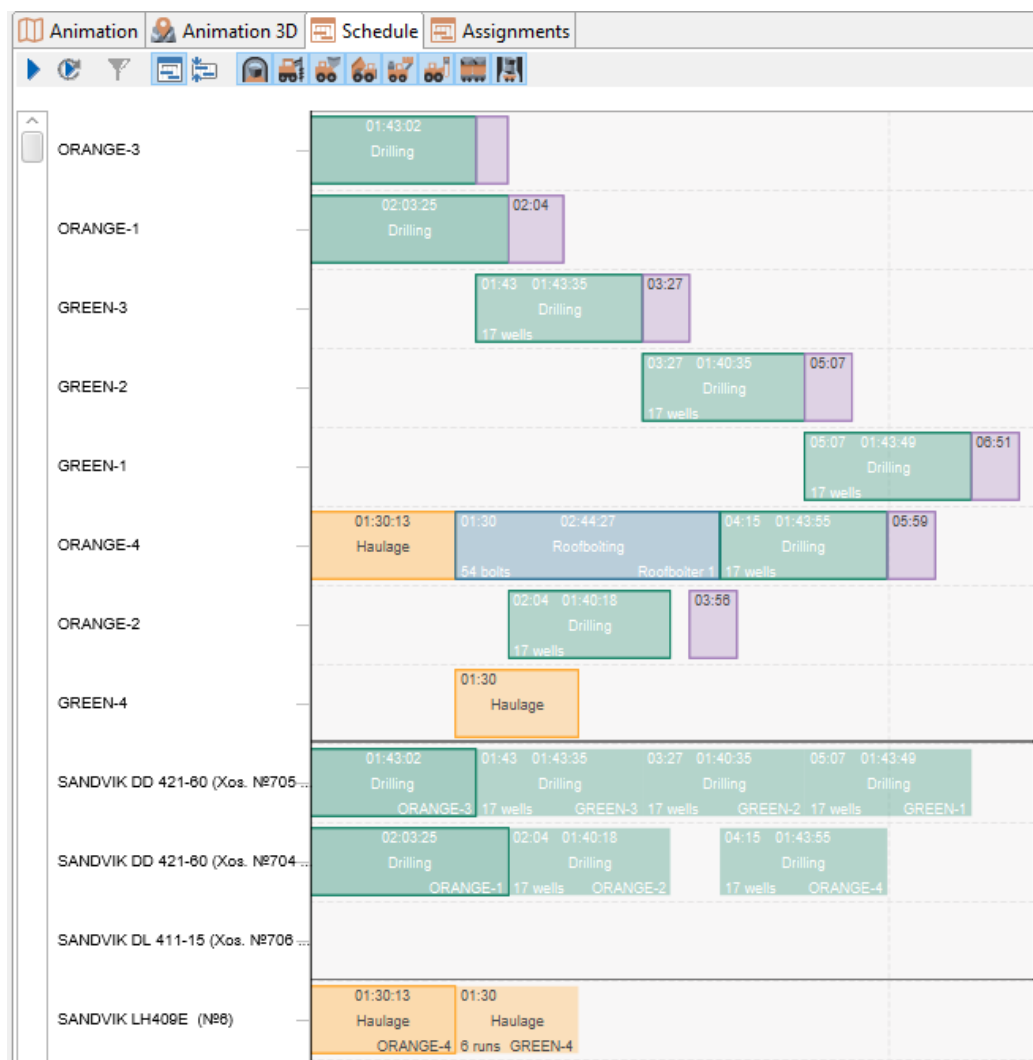 Animation Animation 3D Schedule Assignments
ORANGE-3
01:43:02
Drilling
ORANGE-1
02:03:25 02:04
Drilling
GREEN-3
01:43 01:43:35 03:27
Drilling
17 wells
GREEN-2
03:27 01:40:35 05:07
Drilling
17 wells
GREEN-1
05:07 01:43:49 06:51
Drilling
17 wells
ORANGE-4
01:30:13 01:30 02:44:27 04:15 01:43:55 05:59
Haulage Roofbolting Drilling
54 bolts Roofbolter 1 17 wells
ORANGE-2
02:04 01:40:18 03:56
Drilling
17 wells
GREEN-4
01:30
Haulage
SANDVIK DD 421-60 (Xos. №705 ...
01:43:02 01:43 01:43:35 03:27 01:40:35 05:07 01:43:49
Drilling Drilling Drilling Drilling
ORANGE-3 17 wells GREEN-3 17 wells GREEN-2 17 wells GREEN-1
SANDVIK DD 421-60 (Xos. №704 ...
02:03:25 02:04 01:40:18 04:15 01:43:55
Drilling Drilling Drilling
ORANGE-1 17 wells ORANGE-2 17 wells ORANGE-4
SANDVIK DL 411-15 (Xos. №706 ...
SANDVIK LH409E (№6)
01:30:13 01:30
Haulage Haulage
ORANGE-4 6 runs GREEN-4